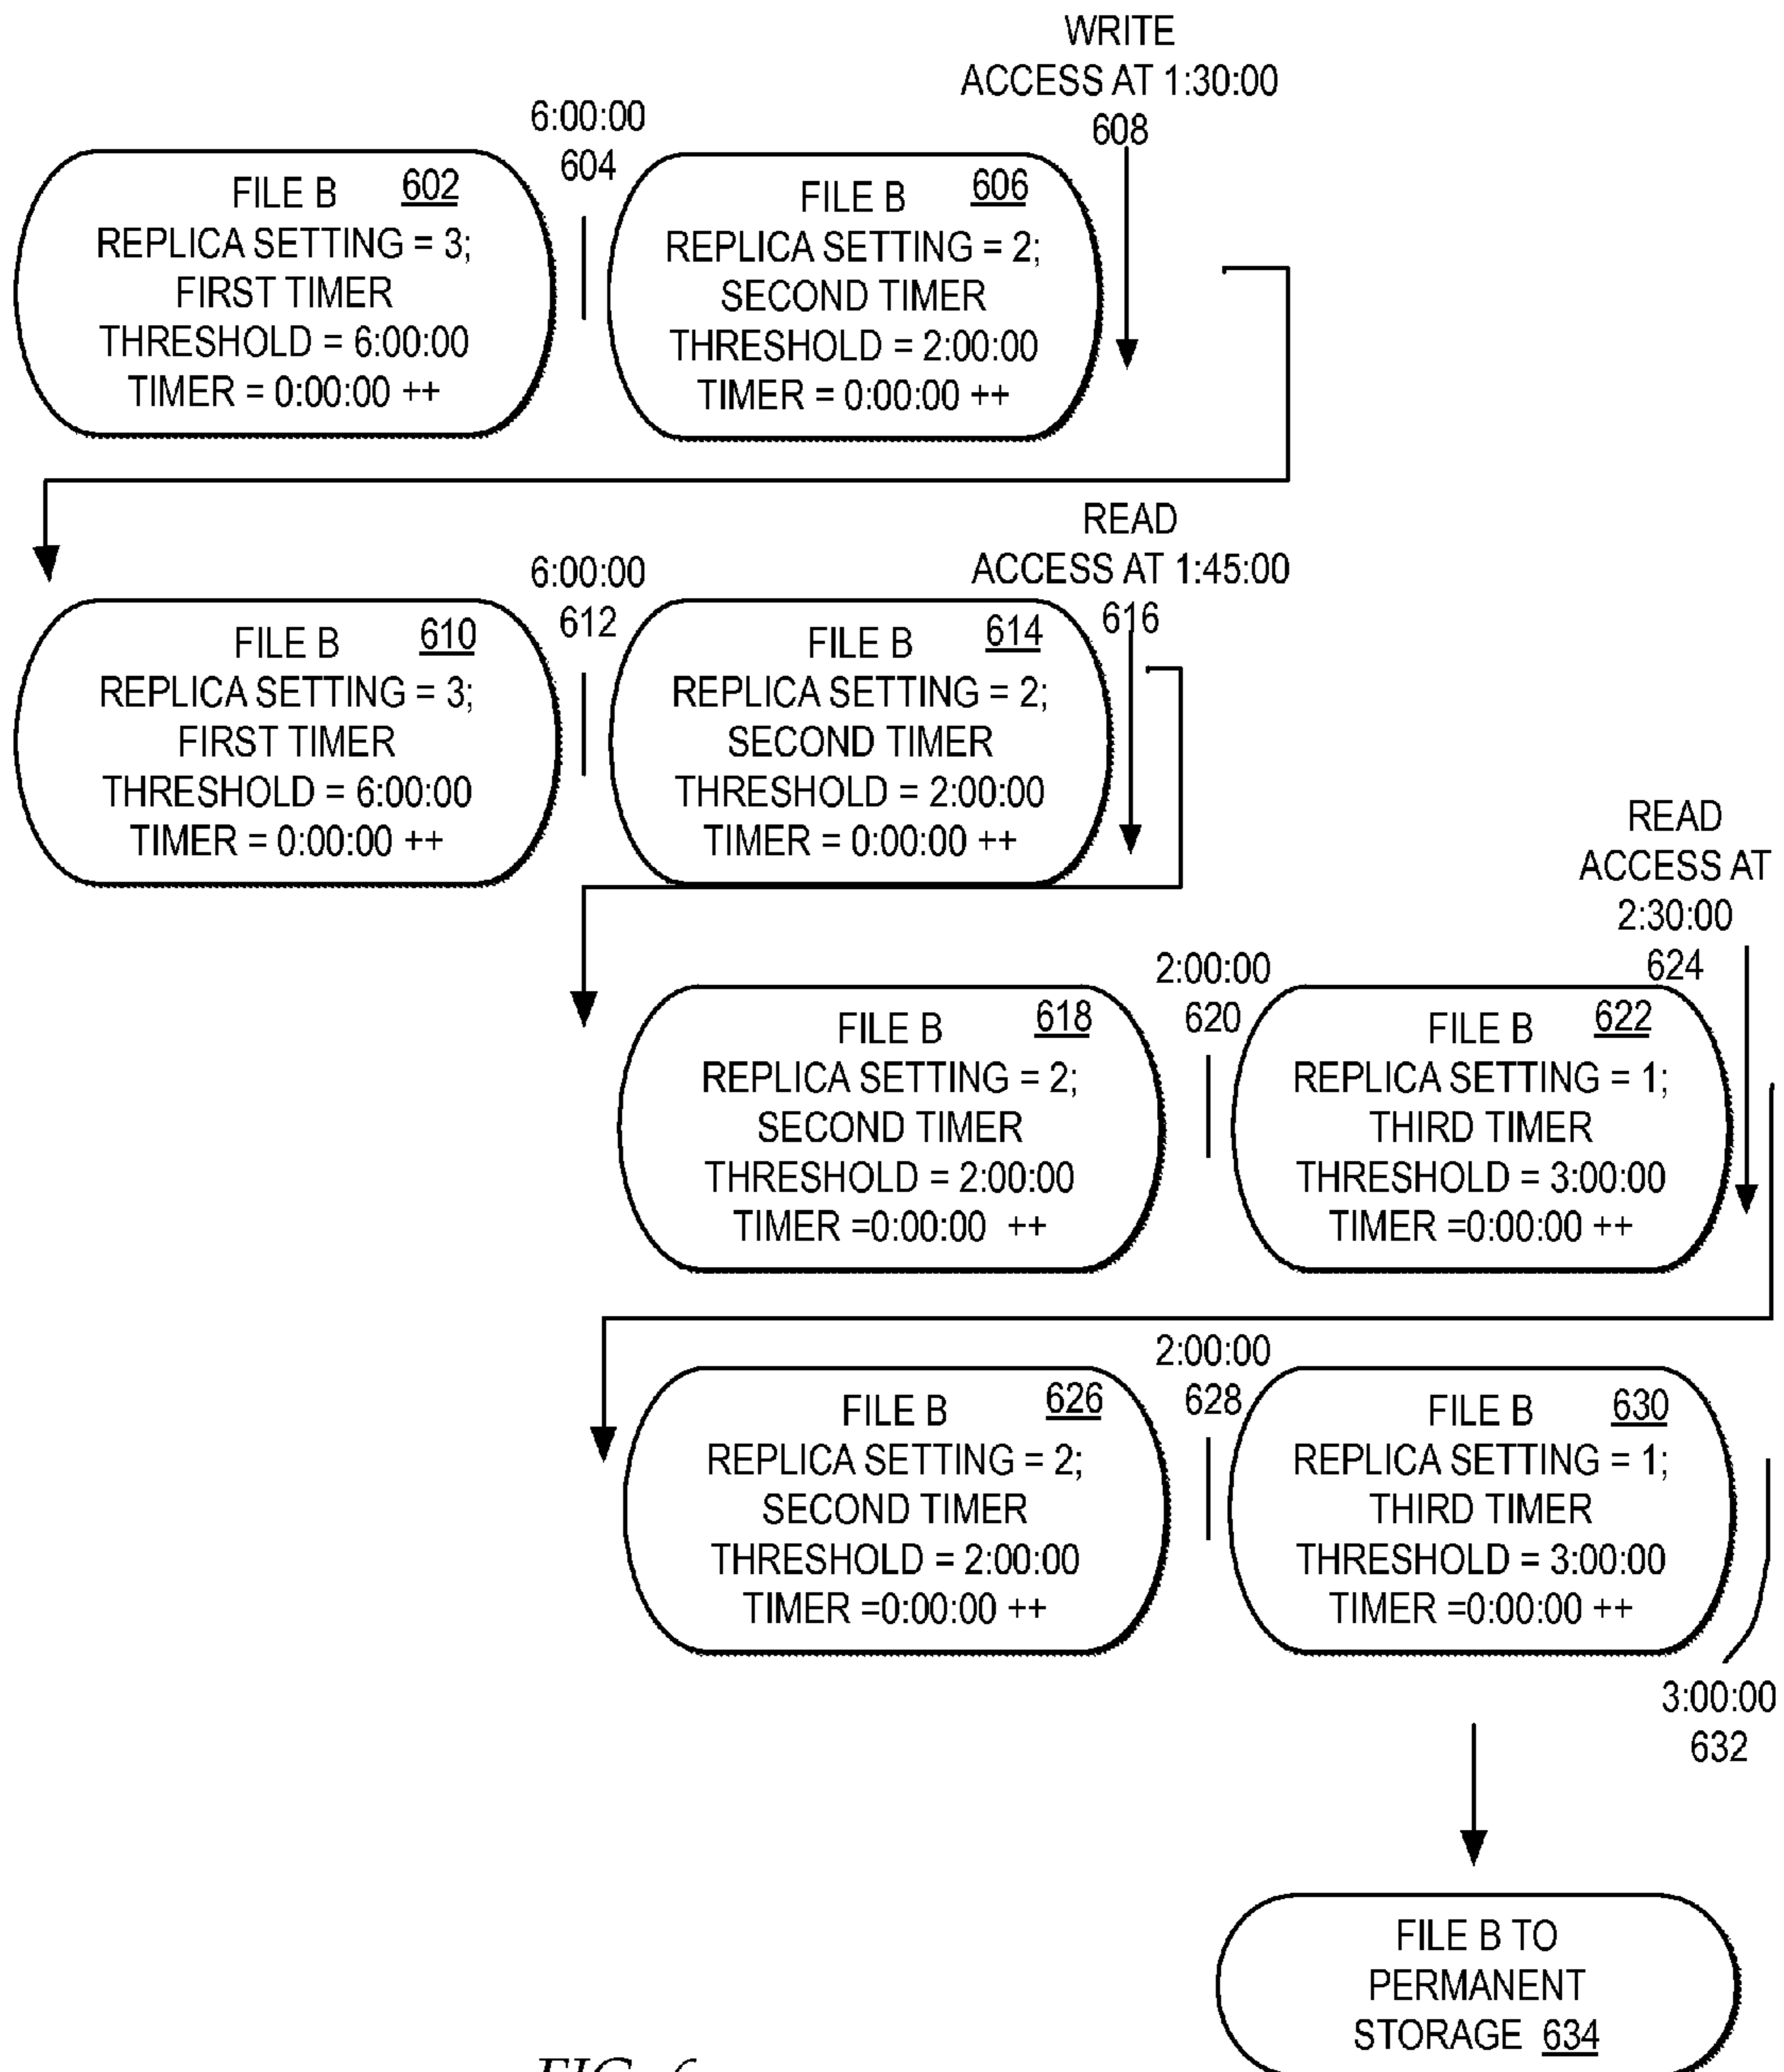 WRITE
ACCESS AT 1:30:00
608
6:00:00
604
FILE B 602
REPLICA SETTING = 3;
FIRST TIMER
THRESHOLD = 6:00:00
TIMER = 0:00:00 ++
FILE B 606
REPLICA SETTING = 2;
SECOND TIMER
THRESHOLD = 2:00:00
TIMER = 0:00:00 ++
READ
ACCESS AT 1:45:00
616
6:00:00
612
FILE B 610
REPLICA SETTING = 3;
FIRST TIMER
THRESHOLD = 6:00:00
TIMER = 0:00:00 ++
FILE B 614
REPLICA SETTING = 2;
SECOND TIMER
THRESHOLD = 2:00:00
TIMER = 0:00:00 ++
READ
ACCESS AT
2:30:00
624
2:00:00
620
FILE B 618
REPLICA SETTING = 2;
SECOND TIMER
THRESHOLD = 2:00:00
TIMER =0:00:00 ++
FILE B 622
REPLICA SETTING = 1;
THIRD TIMER
THRESHOLD = 3:00:00
TIMER =0:00:00 ++
2:00:00
628
FILE B 626
REPLICA SETTING = 2;
SECOND TIMER
THRESHOLD = 2:00:00
TIMER =0:00:00 ++
FILE B 630
REPLICA SETTING = 1;
THIRD TIMER
THRESHOLD = 3:00:00
TIMER =0:00:00 ++
3:00:00
632
FILE B TO
PERMANENT
STORAGE 634
FIG. 6